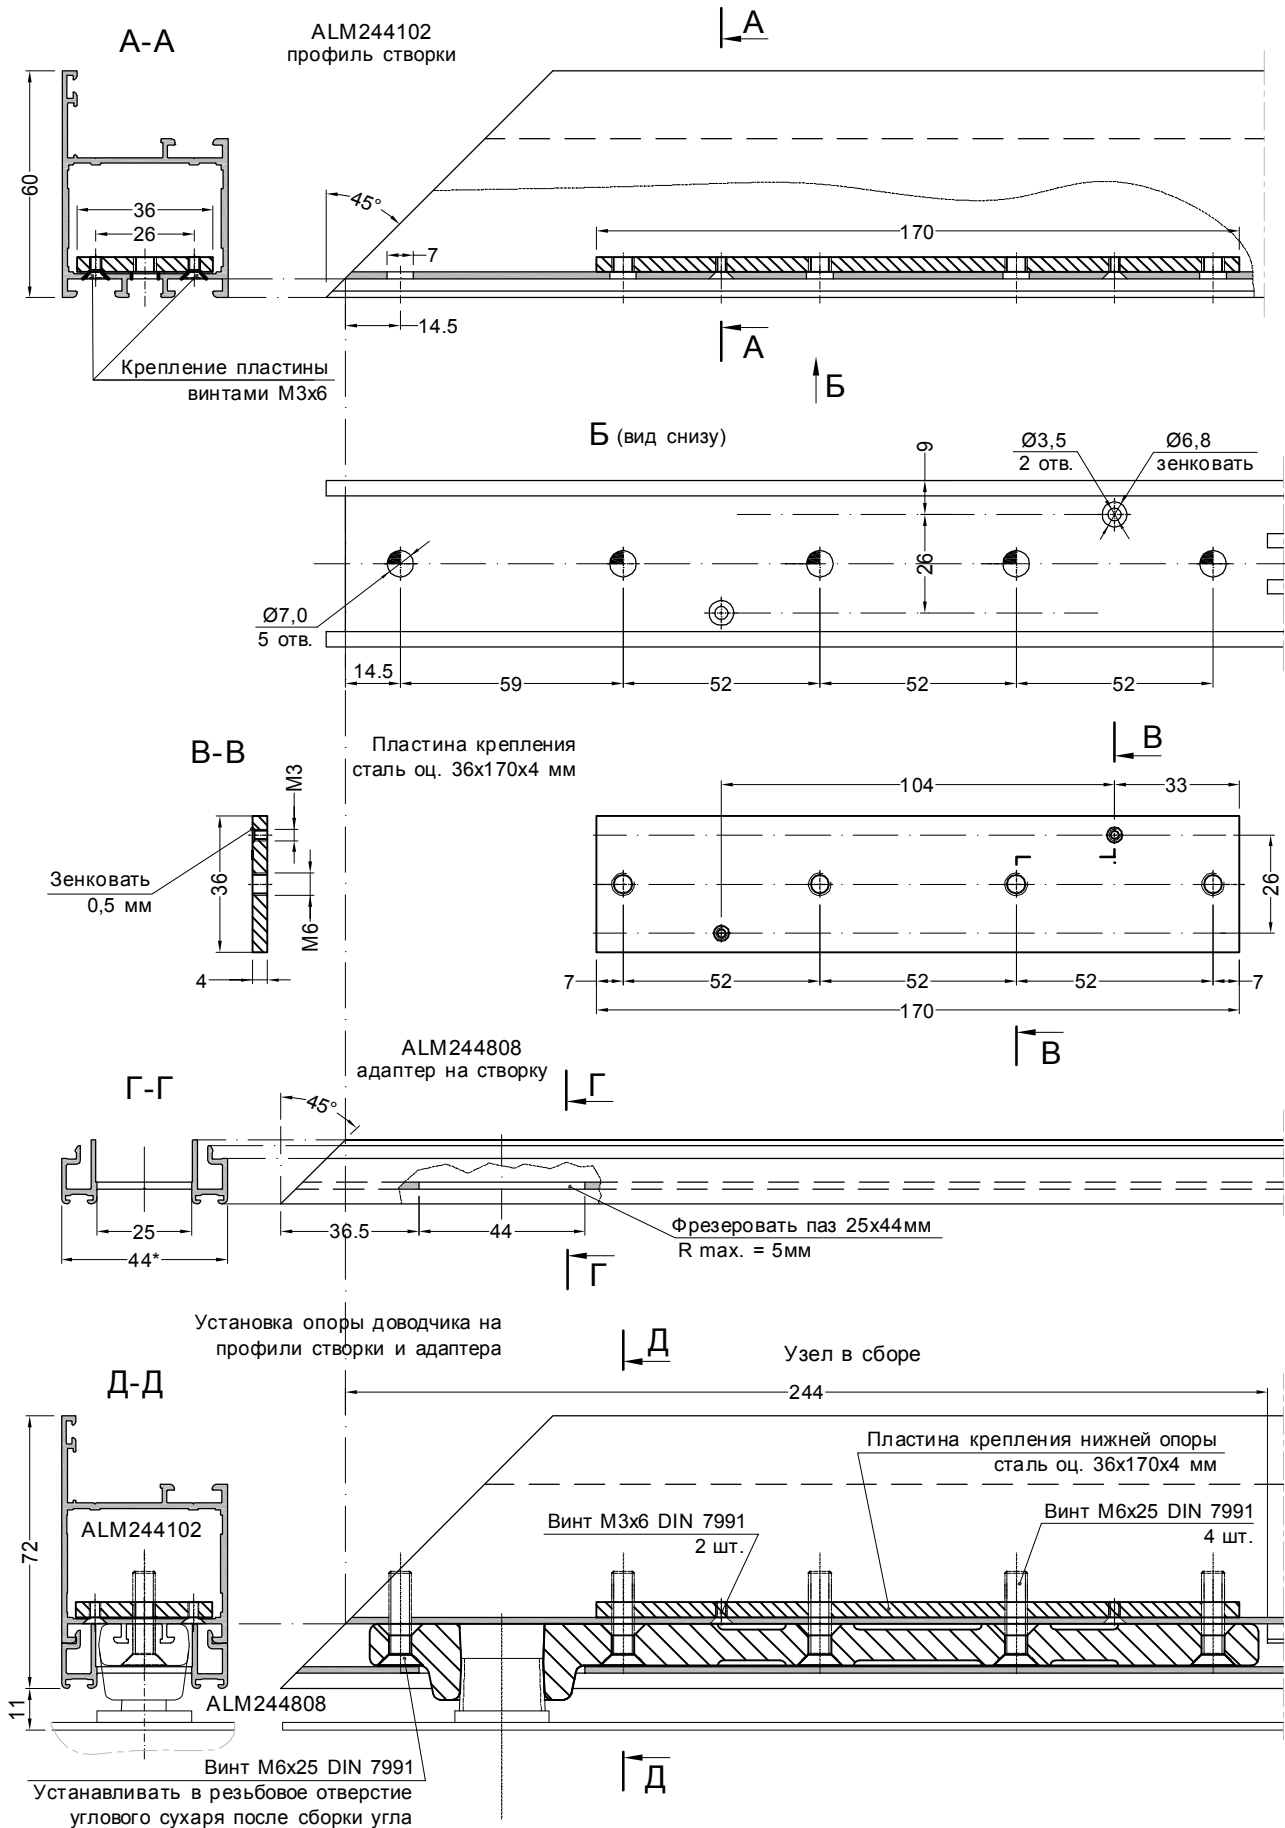 А-А
ALM244102
профиль створки
А
60
36
26
45°
7
170
14.5
А
Крепление пластины
винтами М3х6
Б
Б (вид снизу)
9
Ø3,5
2 отв.
Ø6,8
зенковать
26
Ø7,0
5 отв.
14.5
59
52
52
52
В-В
Пластина крепления
сталь оц. 36х170х4 мм
В
М3
104
33
Зенковать
0,5 мм
36
М6
4
26
7
52
52
52
7
170
В
ALM244808
адаптер на створку
Г-Г
Г
45°
25
44*
36.5
44
Фрезеровать паз 25х44мм
R max. = 5мм
Г
Установка опоры доводчика на
профили створки и адаптера
Д
Узел в сборе
Д-Д
244
Пластина крепления нижней опоры
сталь оц. 36х170х4 мм
ALM244102
Винт М3х6 DIN 7991
2 шт.
Винт М6х25 DIN 7991
4 шт.
72
11
ALM244808
Винт М6х25 DIN 7991
Устанавливать в резьбовое отверстие
углового сухаря после сборки угла
Д